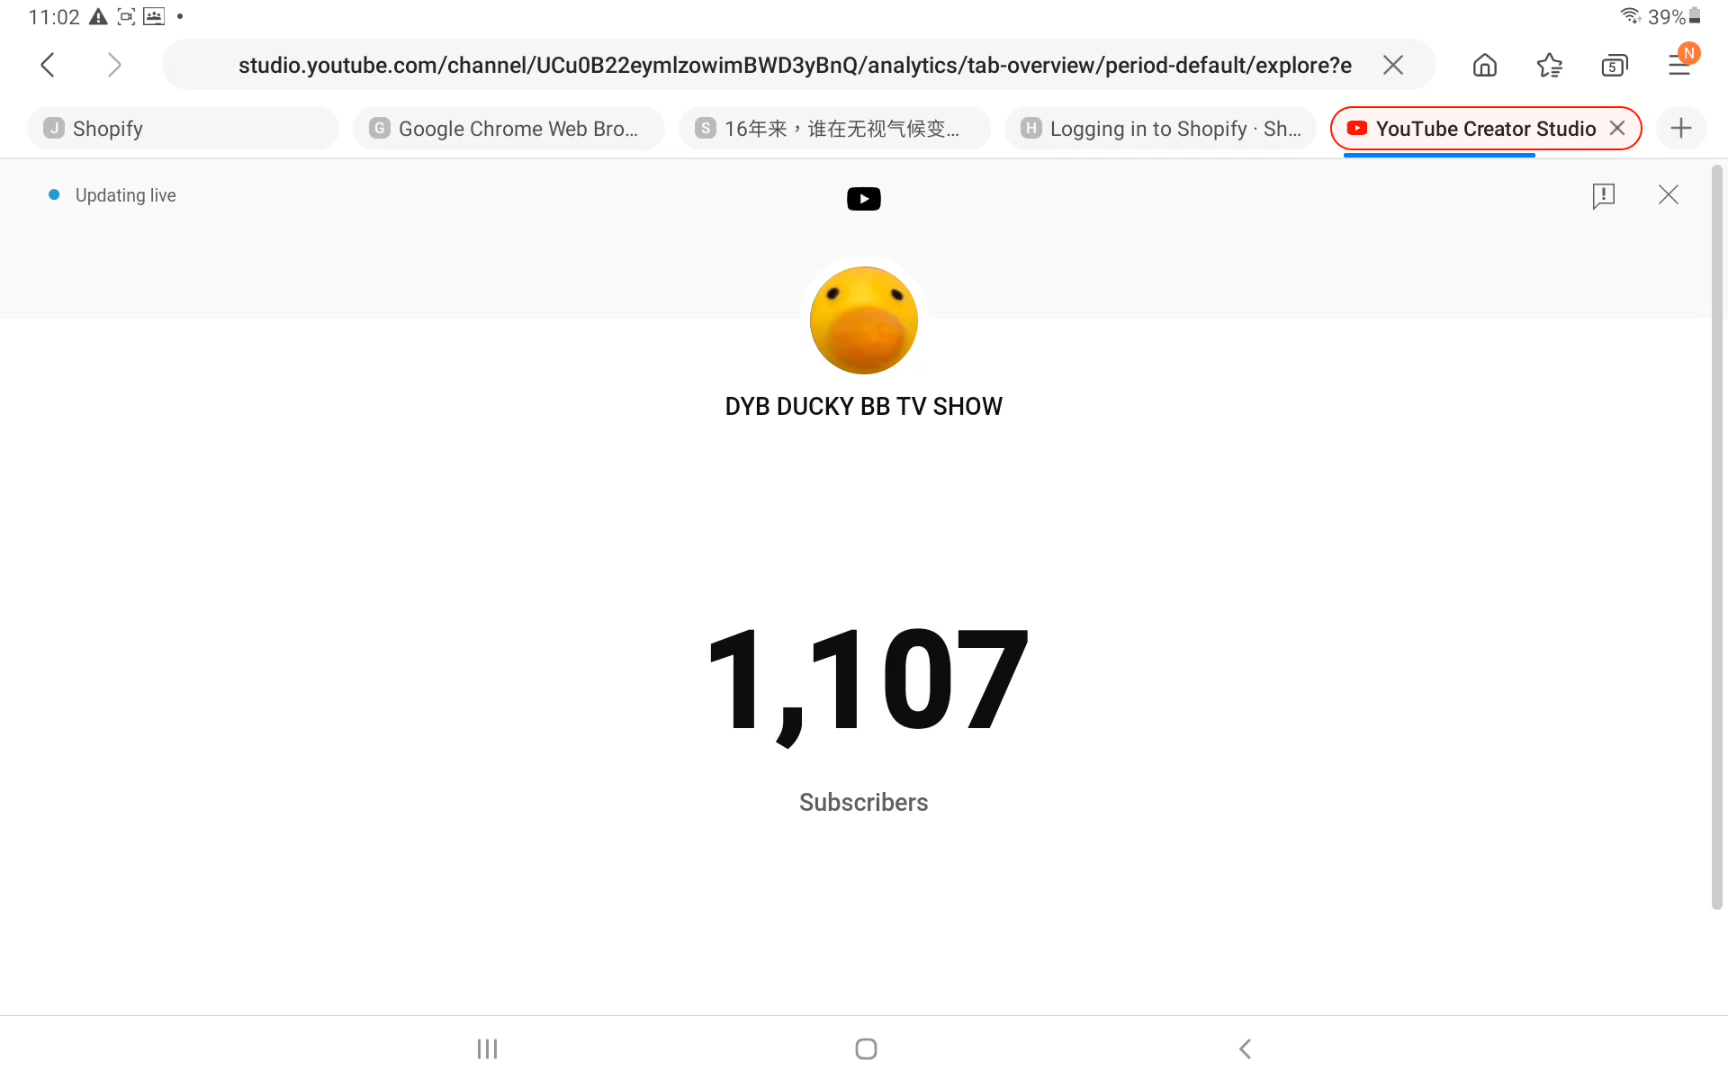 11:02
39%
studio.youtube.com/channel/UCu0B22eymlzowimBWD3yBnQ/analytics/tab-overview/period-default/explore?e
5
N
J Shopify
G Google Chrome Web Bro...
S 16年来，谁在无视气候变...
H Logging in to Shopify · Sh...
YouTube Creator Studio
Updating live
DYB DUCKY BB TV SHOW
1,107
Subscribers